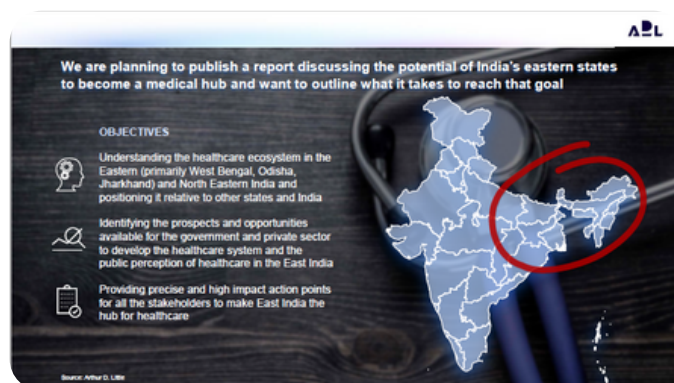 ADL
We are planning to publish a report discussing the potential of India's eastern states
to become a medical hub and want to outline what it takes to reach that goal
OBJECTIVES
Understanding the healthcare ecosystem in the
Eastern (primarily West Bengal, Odisha,
Jharkhand) and North Eastern India and
positioning it relative to other states and India
Identifying the prospects and opportunities
available for the government and private sector
to develop the healthcare system and the
public perception of healthcare in the East India
Providing precise and high impact action points
for all the stakeholders to make East India the
hub for healthcare
Source: Arthur D. Little